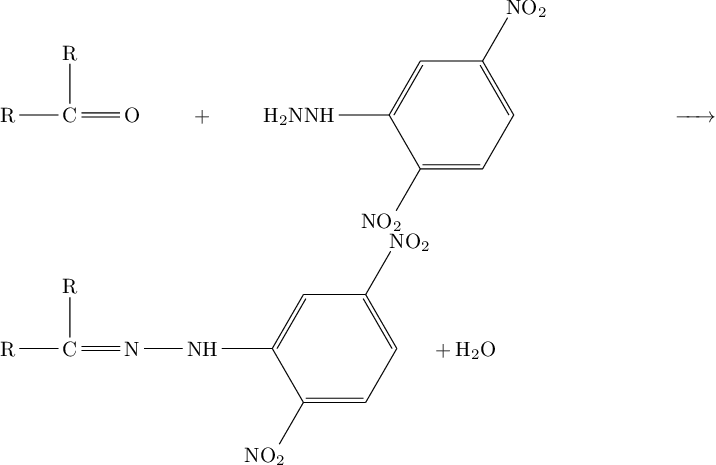 NO₂
R
R C O + H₂NNH ⟶
NO₂
NO₂
R
R C N NH + H₂O
NO₂